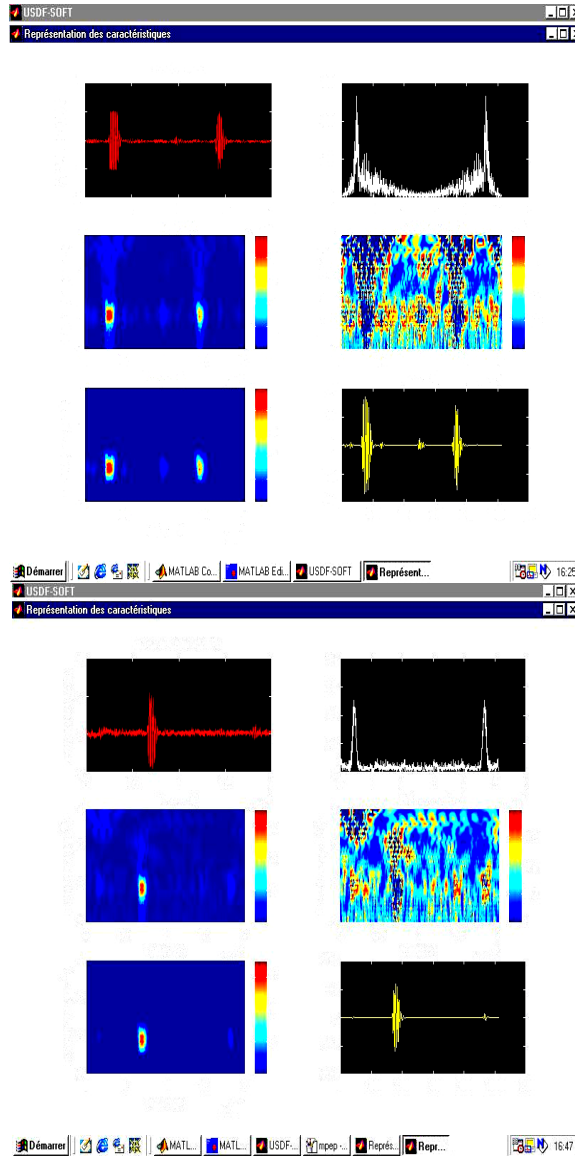 USDF-SOFT
Représentation des caractéristiques
Démarrer MATLAB Co... MATLAB Edi... USDF-SOFT Représent... 16:25
USDF-SOFT
Représentation des caractéristiques
Démarrer MATL... MATL... USDF-... mpep -... Représ... Repr... 16:47